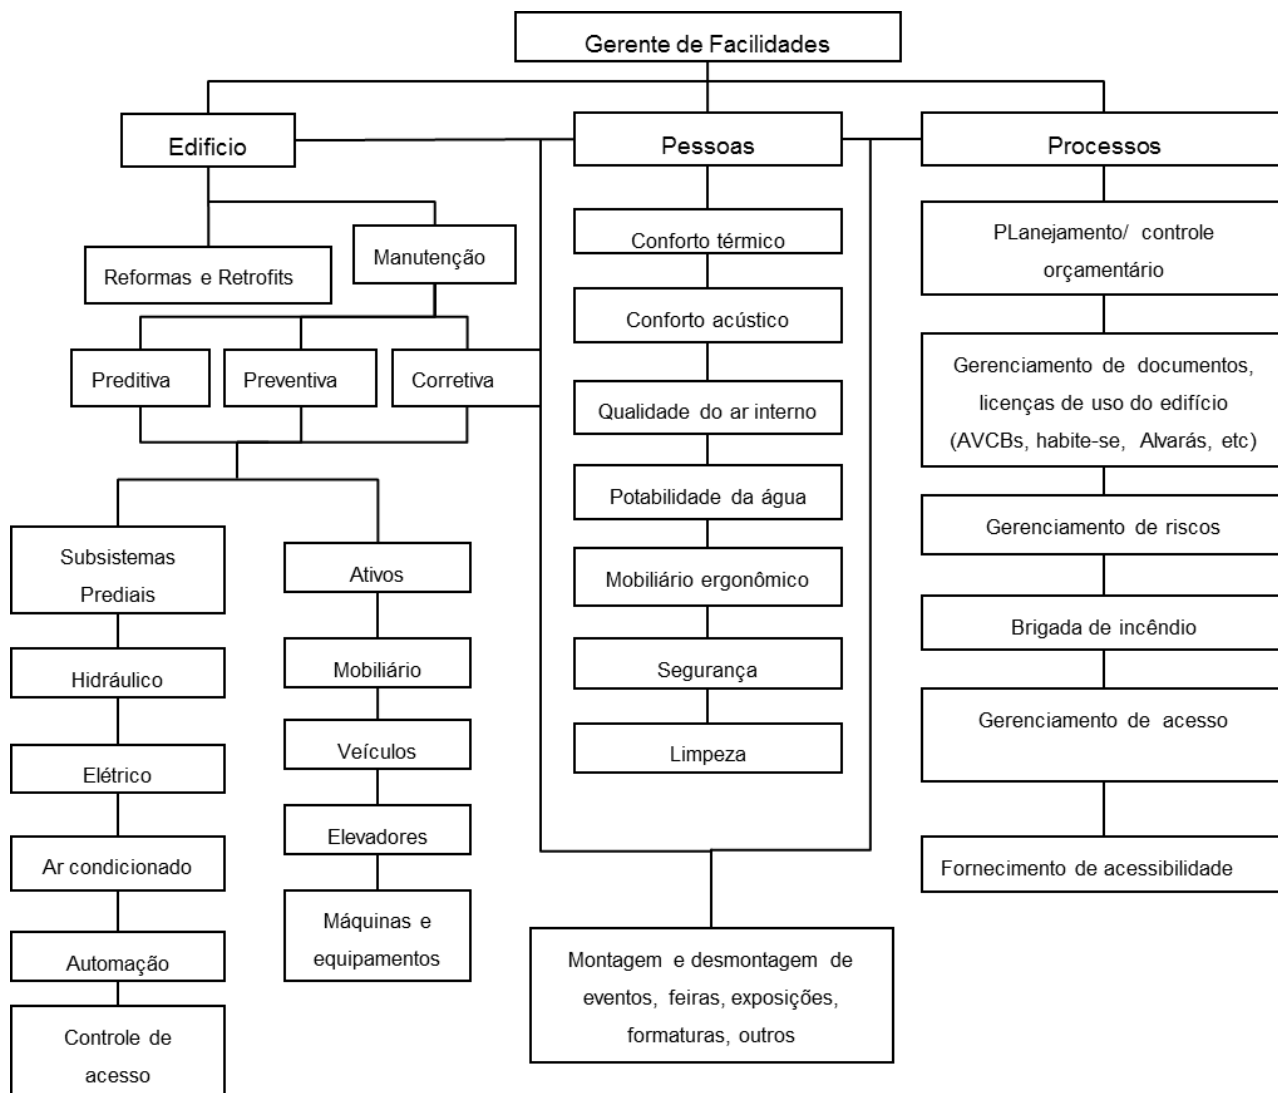 Gerente de Facilidades
Edificio
Pessoas
Processos
Reformas e Retrofits
Manutenção
Preditiva
Preventiva
Corretiva
Subsistemas
Prediais
Hidráulico
Elétrico
Ar condicionado
Automação
Controle de
acesso
Ativos
Mobiliário
Veículos
Elevadores
Máquinas e
equipamentos
Conforto térmico
Conforto acústico
Qualidade do ar interno
Potabilidade da água
Mobiliário ergonômico
Segurança
Limpeza
Montagem e desmontagem de
eventos, feiras, exposições,
formaturas, outros
PLanejamento/ controle
orçamentário
Gerenciamento de documentos,
licenças de uso do edifício
(AVCBs, habite-se, Alvarás, etc)
Gerenciamento de riscos
Brigada de incêndio
Gerenciamento de acesso
Fornecimento de acessibilidade